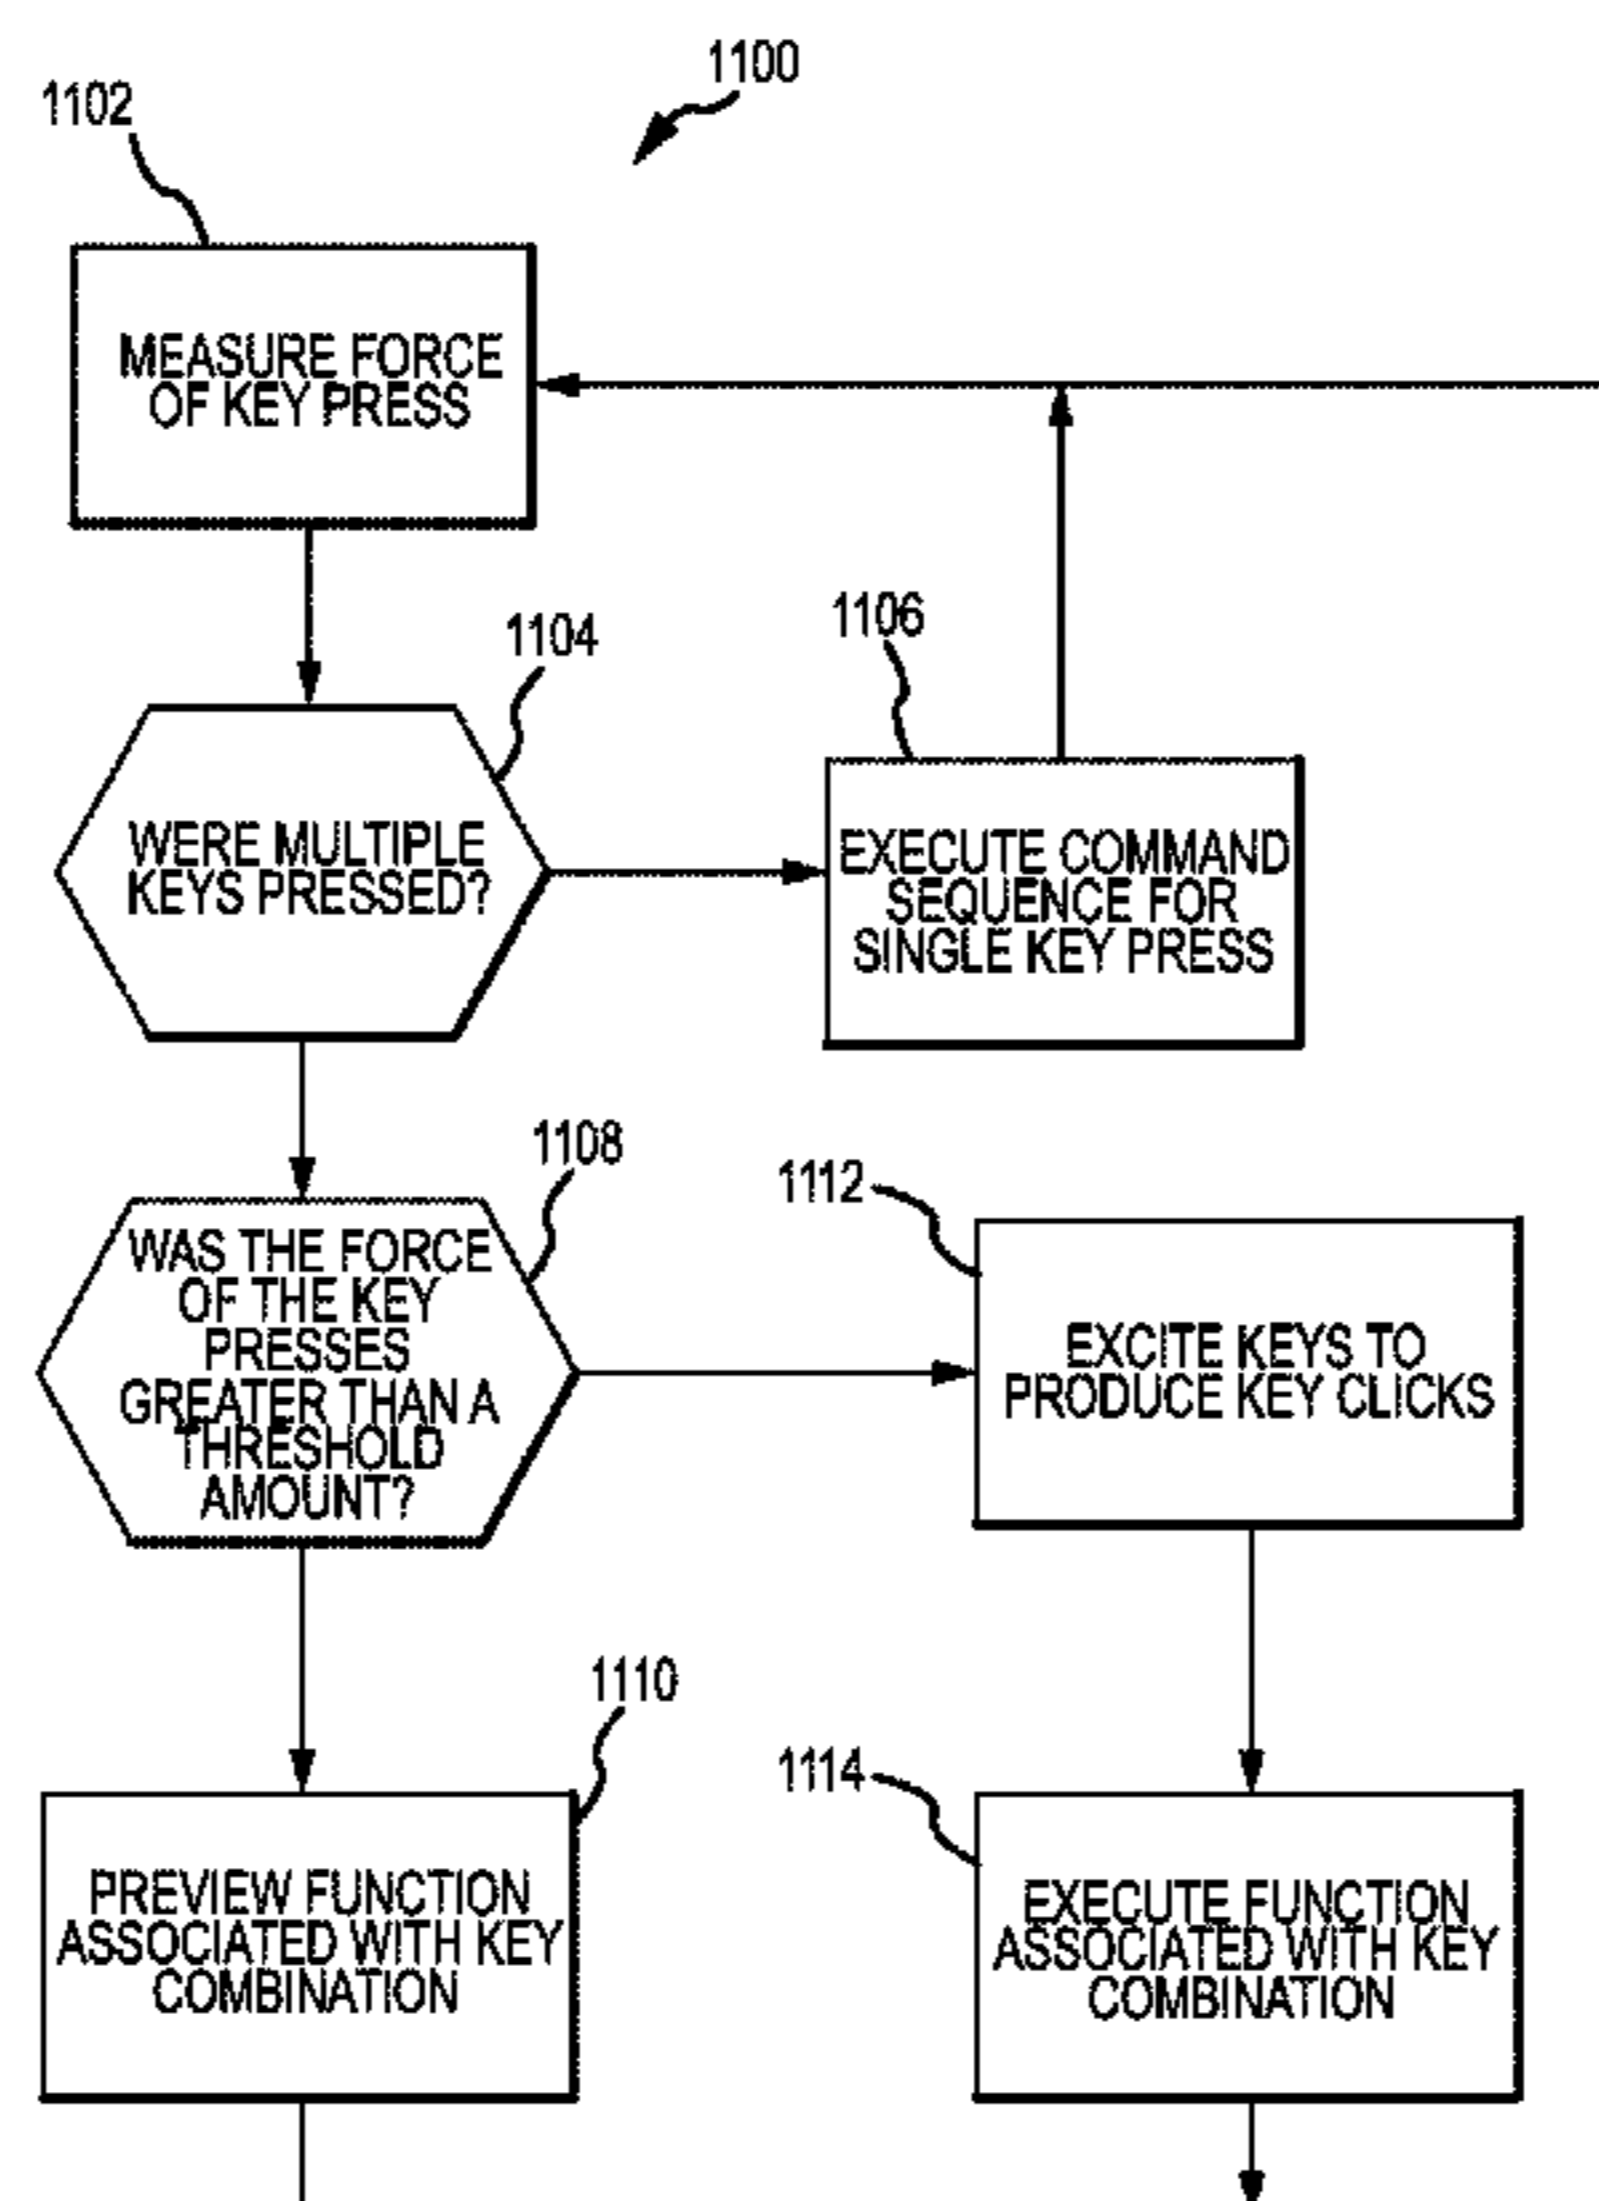 1100
1102
MEASURE FORCE
OF KEY PRESS
1104
WERE MULTIPLE
KEYS PRESSED?
1106
EXECUTE COMMAND
SEQUENCE FOR
SINGLE KEY PRESS
1108
WAS THE FORCE
OF THE KEY
PRESSES
GREATER THAN A
THRESHOLD
AMOUNT?
1112
EXCITE KEYS TO
PRODUCE KEY CLICKS
1110
PREVIEW FUNCTION
ASSOCIATED WITH KEY
COMBINATION
1114
EXECUTE FUNCTION
ASSOCIATED WITH KEY
COMBINATION